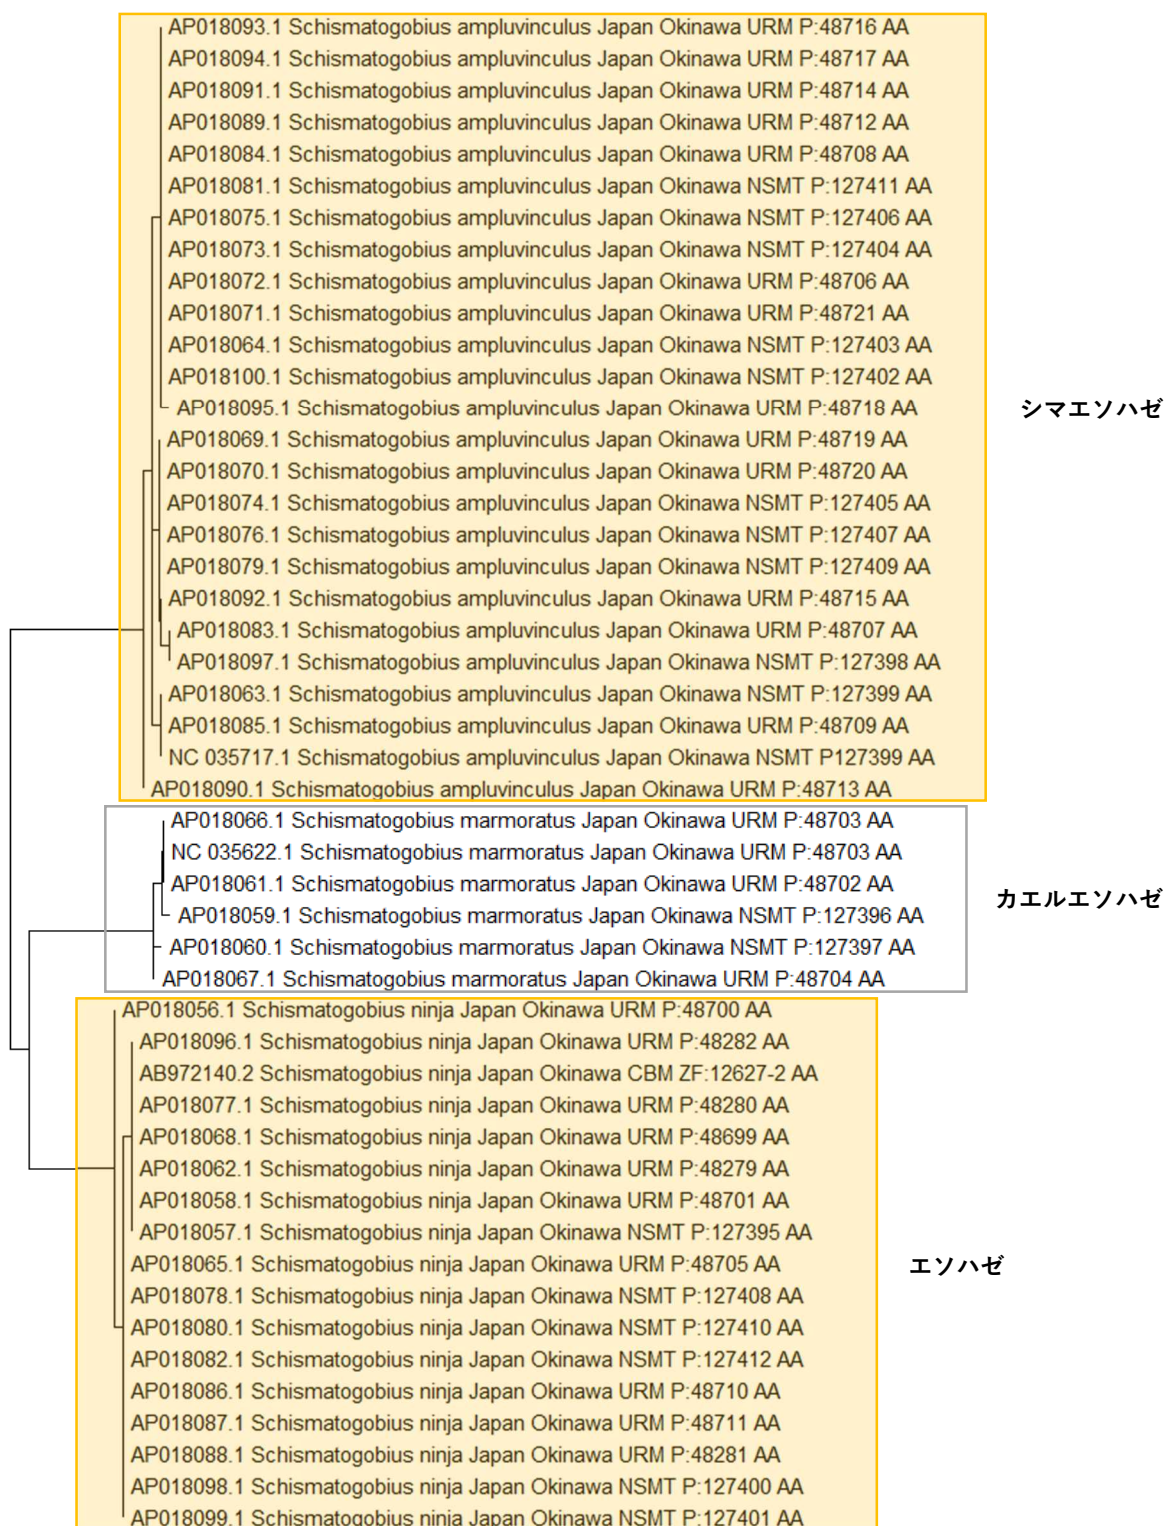 AP018093.1 Schismatogobius ampluvinculus Japan Okinawa URM P:48716 AA
AP018094.1 Schismatogobius ampluvinculus Japan Okinawa URM P:48717 AA
AP018091.1 Schismatogobius ampluvinculus Japan Okinawa URM P:48714 AA
AP018089.1 Schismatogobius ampluvinculus Japan Okinawa URM P:48712 AA
AP018084.1 Schismatogobius ampluvinculus Japan Okinawa URM P:48708 AA
AP018081.1 Schismatogobius ampluvinculus Japan Okinawa NSMT P:127411 AA
AP018075.1 Schismatogobius ampluvinculus Japan Okinawa NSMT P:127406 AA
AP018073.1 Schismatogobius ampluvinculus Japan Okinawa NSMT P:127404 AA
AP018072.1 Schismatogobius ampluvinculus Japan Okinawa URM P:48706 AA
AP018071.1 Schismatogobius ampluvinculus Japan Okinawa URM P:48721 AA
AP018064.1 Schismatogobius ampluvinculus Japan Okinawa NSMT P:127403 AA
AP018100.1 Schismatogobius ampluvinculus Japan Okinawa NSMT P:127402 AA
AP018095.1 Schismatogobius ampluvinculus Japan Okinawa URM P:48718 AA
シマエソハゼ
AP018069.1 Schismatogobius ampluvinculus Japan Okinawa URM P:48719 AA
AP018070.1 Schismatogobius ampluvinculus Japan Okinawa URM P:48720 AA
AP018074.1 Schismatogobius ampluvinculus Japan Okinawa NSMT P:127405 AA
AP018076.1 Schismatogobius ampluvinculus Japan Okinawa NSMT P:127407 AA
AP018079.1 Schismatogobius ampluvinculus Japan Okinawa NSMT P:127409 AA
AP018092.1 Schismatogobius ampluvinculus Japan Okinawa URM P:48715 AA
AP018083.1 Schismatogobius ampluvinculus Japan Okinawa URM P:48707 AA
AP018097.1 Schismatogobius ampluvinculus Japan Okinawa NSMT P:127398 AA
AP018063.1 Schismatogobius ampluvinculus Japan Okinawa NSMT P:127399 AA
AP018085.1 Schismatogobius ampluvinculus Japan Okinawa URM P:48709 AA
NC 035717.1 Schismatogobius ampluvinculus Japan Okinawa NSMT P127399 AA
AP018090.1 Schismatogobius ampluvinculus Japan Okinawa URM P:48713 AA
AP018066.1 Schismatogobius marmoratus Japan Okinawa URM P:48703 AA
NC 035622.1 Schismatogobius marmoratus Japan Okinawa URM P:48703 AA
AP018061.1 Schismatogobius marmoratus Japan Okinawa URM P:48702 AA
カエルエソハゼ
AP018059.1 Schismatogobius marmoratus Japan Okinawa NSMT P:127396 AA
AP018060.1 Schismatogobius marmoratus Japan Okinawa NSMT P:127397 AA
AP018067.1 Schismatogobius marmoratus Japan Okinawa URM P:48704 AA
AP018056.1 Schismatogobius ninja Japan Okinawa URM P:48700 AA
AP018096.1 Schismatogobius ninja Japan Okinawa URM P:48282 AA
AB972140.2 Schismatogobius ninja Japan Okinawa CBM ZF:12627-2 AA
AP018077.1 Schismatogobius ninja Japan Okinawa URM P:48280 AA
AP018068.1 Schismatogobius ninja Japan Okinawa URM P:48699 AA
AP018062.1 Schismatogobius ninja Japan Okinawa URM P:48279 AA
AP018058.1 Schismatogobius ninja Japan Okinawa URM P:48701 AA
AP018057.1 Schismatogobius ninja Japan Okinawa NSMT P:127395 AA
AP018065.1 Schismatogobius ninja Japan Okinawa URM P:48705 AA
エソハゼ
AP018078.1 Schismatogobius ninja Japan Okinawa NSMT P:127408 AA
AP018080.1 Schismatogobius ninja Japan Okinawa NSMT P:127410 AA
AP018082.1 Schismatogobius ninja Japan Okinawa NSMT P:127412 AA
AP018086.1 Schismatogobius ninja Japan Okinawa URM P:48710 AA
AP018087.1 Schismatogobius ninja Japan Okinawa URM P:48711 AA
AP018088.1 Schismatogobius ninja Japan Okinawa URM P:48281 AA
AP018098.1 Schismatogobius ninja Japan Okinawa NSMT P:127400 AA
AP018099.1 Schismatogobius ninja Japan Okinawa NSMT P:127401 AA